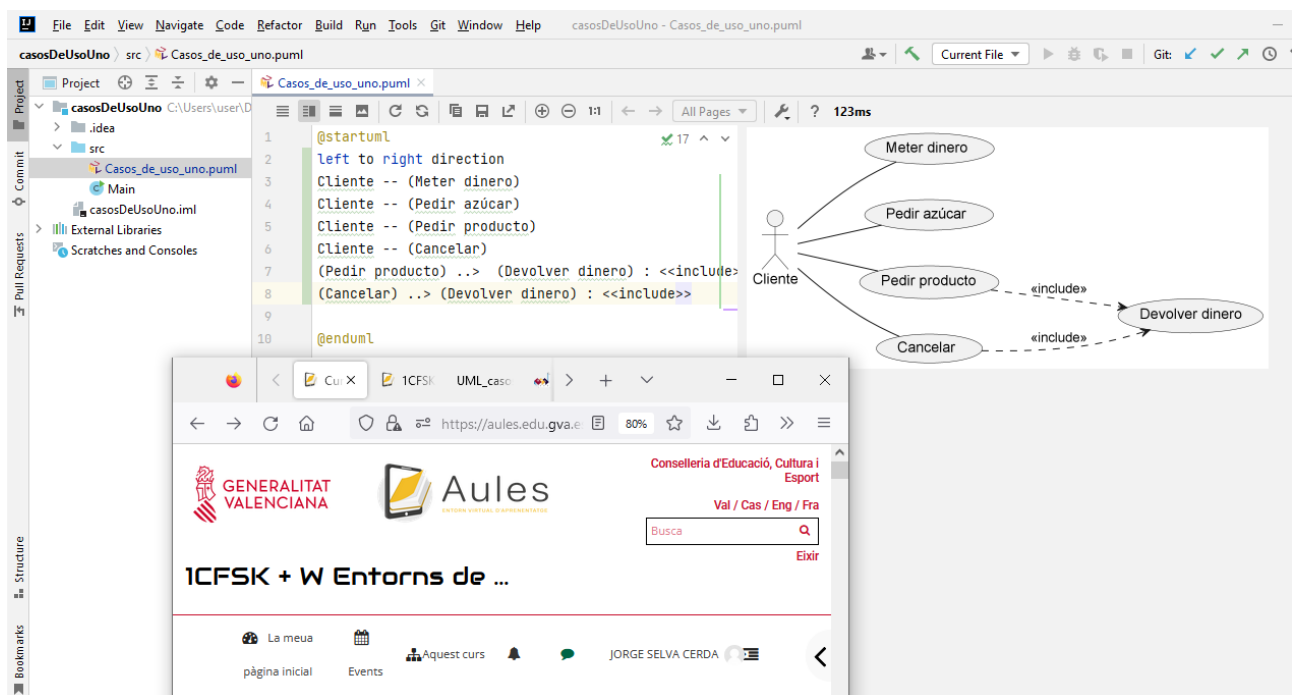 File Edit View Navigate Code Refactor Build Run Tools Git Window Help casosDeUsoUno - Casos_de_uso_uno.puml
casosDeUsoUno src Casos_de_uso_uno.puml Current File Git:
Project Casos_de_uso_uno.puml
casosDeUsoUno C:\Users\user\D
.idea
src
Casos_de_uso_uno.puml
Main
casosDeUsoUno.iml
External Libraries
Scratches and Consoles
Project
Commit
Pull Requests
Structure
Bookmarks
1:1 All Pages ? 123ms
17
1 @startuml
2 left to right direction
3 Cliente -- (Meter dinero)
4 Cliente -- (Pedir azúcar)
5 Cliente -- (Pedir producto)
6 Cliente -- (Cancelar)
7 (Pedir producto) ..>  (Devolver dinero) : <<include>
8 (Cancelar) ..> (Devolver dinero) : <<include>>
9
10 @enduml
Meter dinero
Pedir azúcar
Cliente
Pedir producto
«include»
Devolver dinero
«include»
Cancelar
Cur 1CFSK UML_caso
https://aules.edu.gva.e 80%
GENERALITAT
VALENCIANA
Aules
ENTORN VIRTUAL D'APRENENTATGE
Conselleria d'Educació, Cultura i
Esport
Val / Cas / Eng / Fra
Busca
Eixir
1CFSK + W Entorns de ...
La meua
pàgina inicial
Events
Aquest curs
JORGE SELVA CERDA